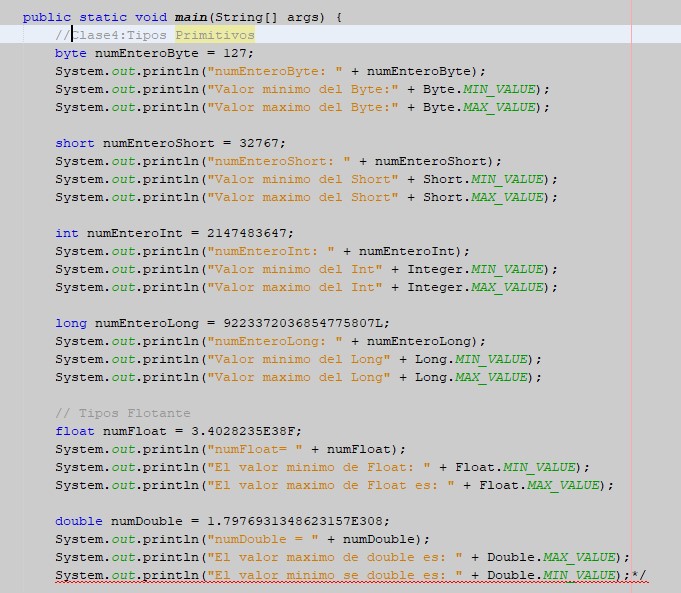 public static void main(String[] args) {
//Clase4:Tipos Primitivos
byte numEnteroByte = 127;
System.out.println("numEnteroByte: " + numEnteroByte);
System.out.println("Valor minimo del Byte:" + Byte.MIN_VALUE);
System.out.println("Valor maximo del Byte:" + Byte.MAX_VALUE);
short numEnteroShort = 32767;
System.out.println("numEnteroShort: " + numEnteroShort);
System.out.println("Valor minimo del Short" + Short.MIN_VALUE);
System.out.println("Valor maximo del Short" + Short.MAX_VALUE);
int numEnteroInt = 2147483647;
System.out.println("numEnteroInt: " + numEnteroInt);
System.out.println("Valor minimo del Int" + Integer.MIN_VALUE);
System.out.println("Valor maximo del Int" + Integer.MAX_VALUE);
long numEnteroLong = 9223372036854775807L;
System.out.println("numEnteroLong: " + numEnteroLong);
System.out.println("Valor minimo del Long" + Long.MIN_VALUE);
System.out.println("Valor maximo del Long" + Long.MAX_VALUE);
// Tipos Flotante
float numFloat = 3.4028235E38F;
System.out.println("numFloat= " + numFloat);
System.out.println("El valor minimo de Float: " + Float.MIN_VALUE);
System.out.println("El valor maximo de Float es: " + Float.MAX_VALUE);
double numDouble = 1.7976931348623157E308;
System.out.println("numDouble = " + numDouble);
System.out.println("El valor maximo de double es: " + Double.MAX_VALUE);
System.out.println("El valor minimo se double es: " + Double.MIN_VALUE);*/